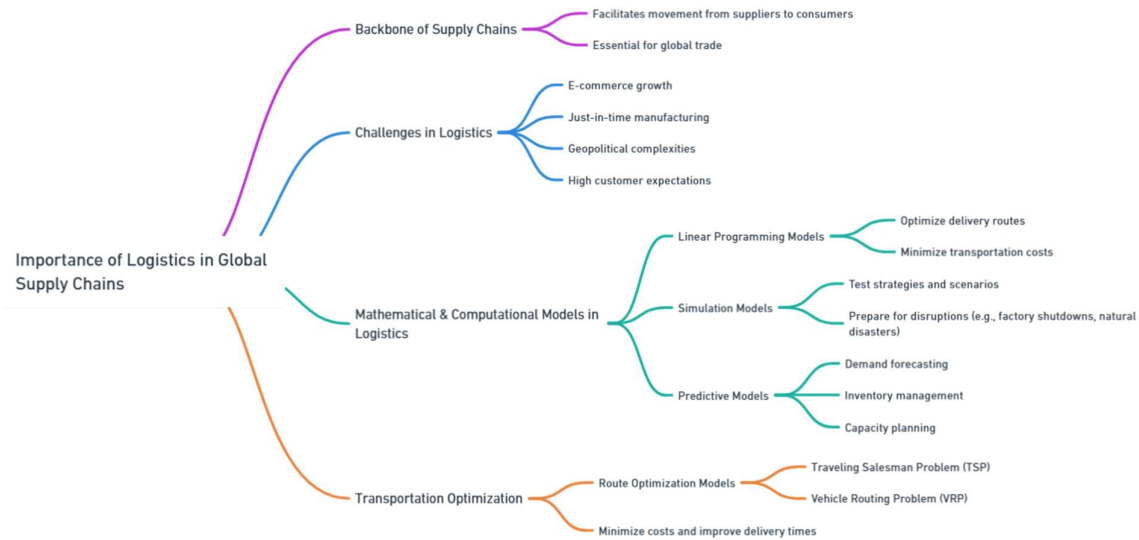 Importance of Logistics in Global
Supply Chains
Backbone of Supply Chains
Facilitates movement from suppliers to consumers
Essential for global trade
Challenges in Logistics
E-commerce growth
Just-in-time manufacturing
Geopolitical complexities
High customer expectations
Mathematical & Computational Models in
Logistics
Linear Programming Models
Optimize delivery routes
Minimize transportation costs
Simulation Models
Test strategies and scenarios
Prepare for disruptions (e.g., factory shutdowns, natural
disasters)
Predictive Models
Demand forecasting
Inventory management
Capacity planning
Transportation Optimization
Route Optimization Models
Traveling Salesman Problem (TSP)
Vehicle Routing Problem (VRP)
Minimize costs and improve delivery times